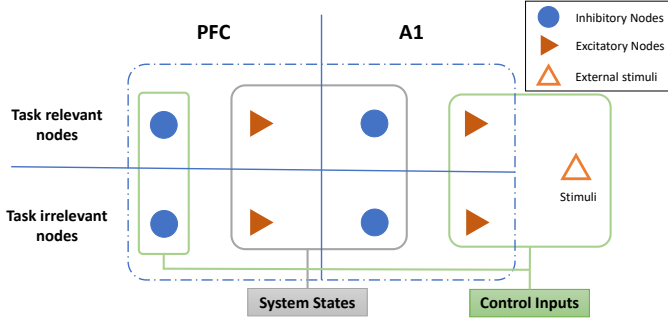 PFC
A1
Inhibitory Nodes
Excitatory Nodes
External stimuli
Task relevant
nodes
Stimuli
Task irrelevant
nodes
System States
Control Inputs